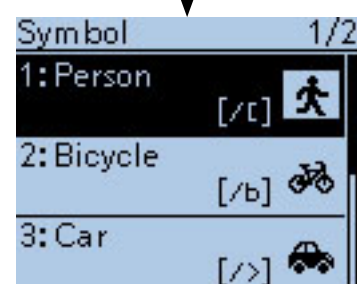 Symbol 1/2
1:Person
[/[]
2:Bicycle
[/b]
3:Car
[/>]